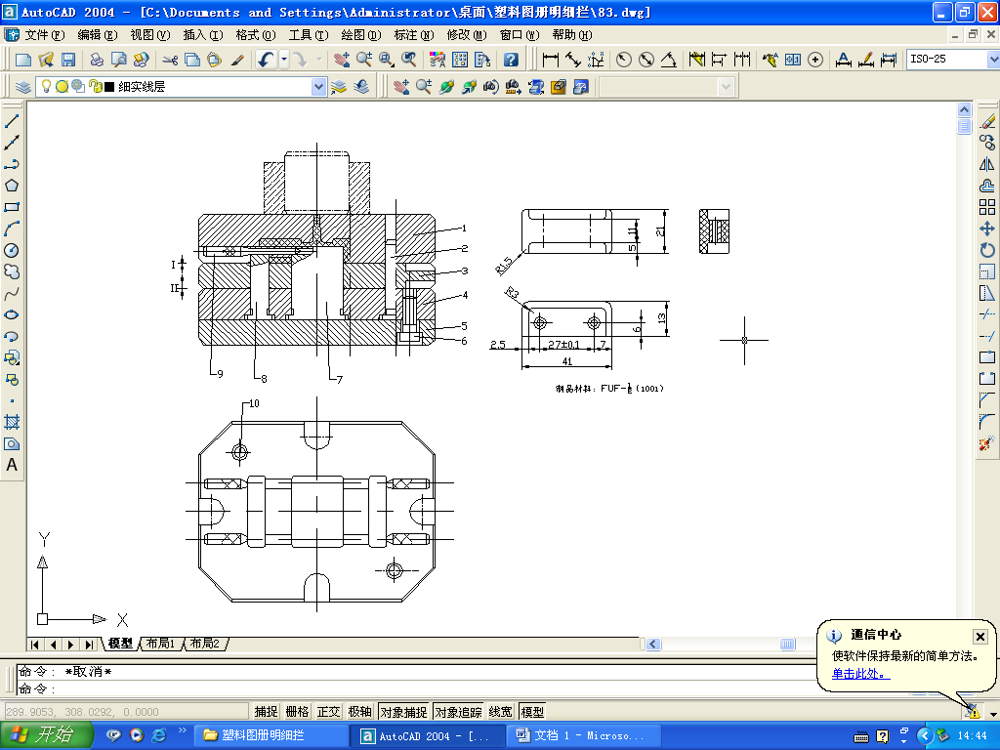 AutoCAD 2004 - [C:\Documents and Settings\Administrator\桌面\塑料图册明细拦\83.dwg]
文件(F) 编辑(E) 视图(V) 插入(I) 格式(O) 工具(T) 绘图(D) 标注(N) 修改(M) 窗口(W) 帮助(H)
ISO-25
细实线层
1
2
3
4
5
6
7
8
9
10
I
II
R1.5
11
5
21
R3
2.5
27±0.1
7
6
13
41
制品材料: FUF-
(1001)
Y
X
模型 布局1 布局2
通信中心
使软件保持最新的简单方法。
单击此处。
命令: *取消*
命令:
289.9053, 308.0292, 0.0000
捕捉 栅格 正交 极轴 对象捕捉 对象追踪 线宽 模型
开始
塑料图册明细拦
AutoCAD 2004 - [...
文档 1 - Microso...
14:44